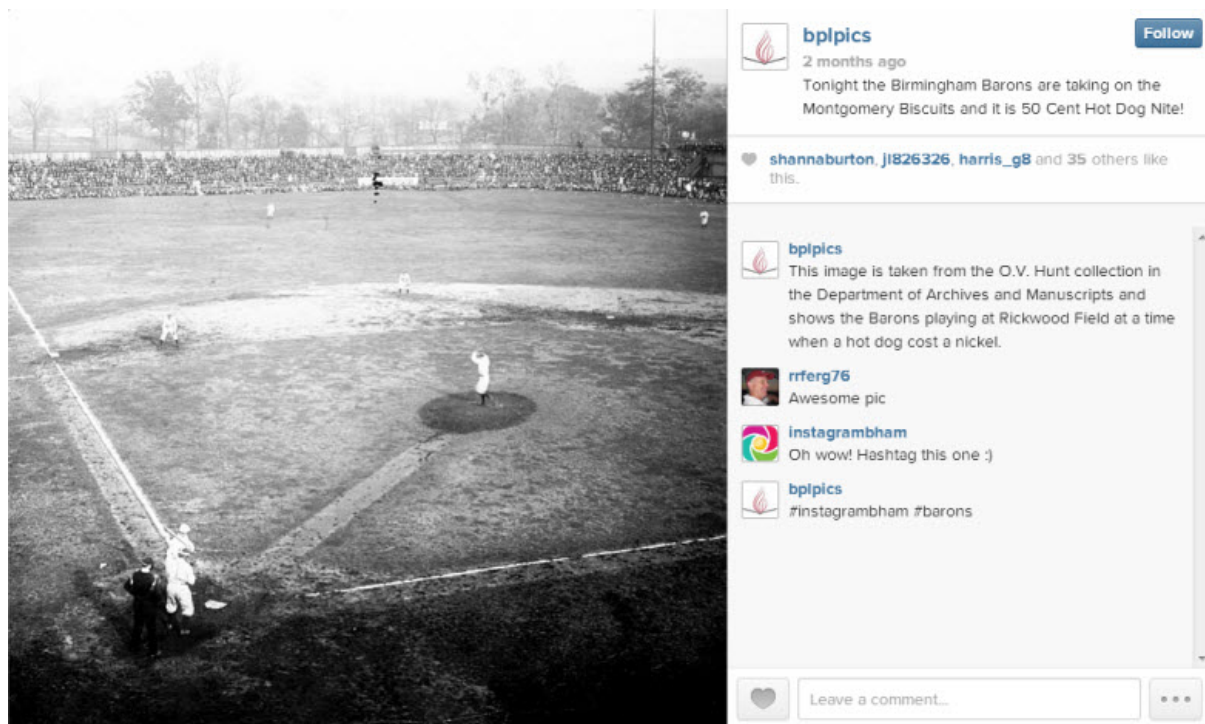 bplpics
Follow
2 months ago
Tonight the Birmingham Barons are taking on the
Montgomery Biscuits and it is 50 Cent Hot Dog Nite!
shannaburton, jl826326, harris_g8 and 35 others like
this.
bplpics
This image is taken from the O.V. Hunt collection in
the Department of Archives and Manuscripts and
shows the Barons playing at Rickwood Field at a time
when a hot dog cost a nickel.
rrferg76
Awesome pic
instagrambham
Oh wow! Hashtag this one :)
bplpics
#instagrambham #barons
Leave a comment...